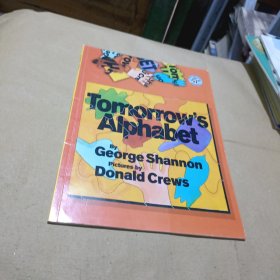 Tomorrow's
Alphabet
By
George Shannon
Pictures by
Donald Crews